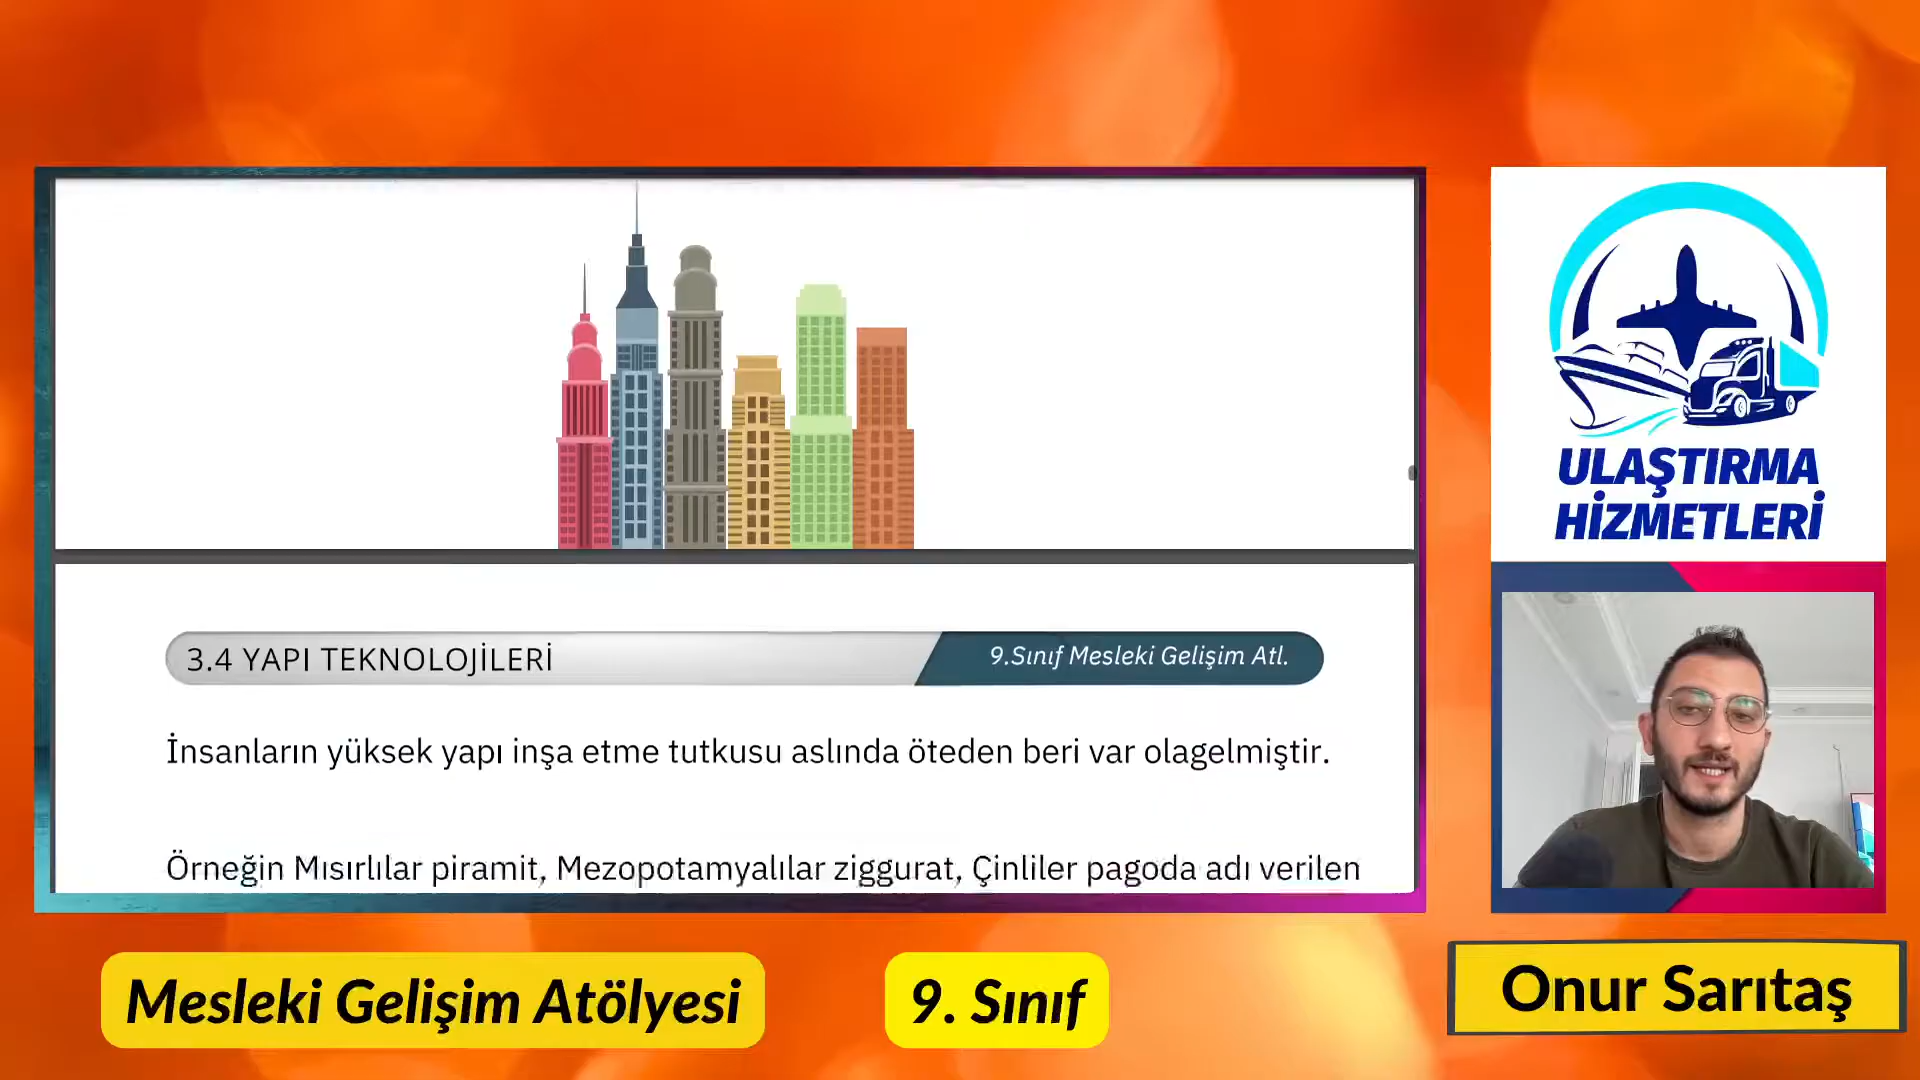 3.4 YAPI TEKNOLOJİLERİ
9.Sınıf Mesleki Gelişim Atl.
İnsanların yüksek yapı inşa etme tutkusu aslında öteden beri var olagelmiştir.
Örneğin Mısırlılar piramit, Mezopotamyalılar ziggurat, Çinliler pagoda adı verilen
ULAŞTIRMA
HİZMETLERİ
Mesleki Gelişim Atölyesi
9. Sınıf
Onur Sarıtaş